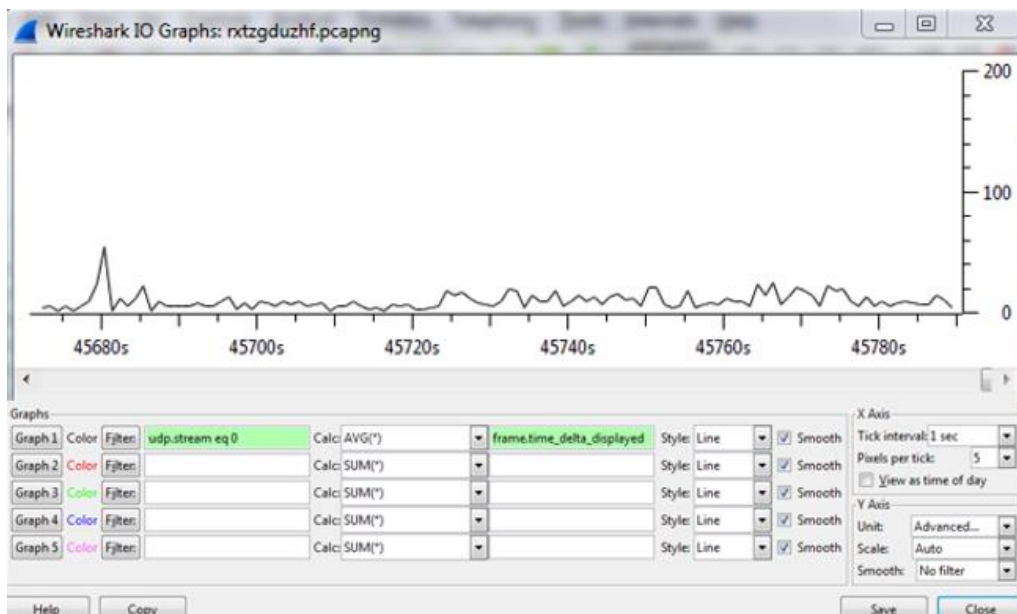 Wireshark IO Graphs: rxtzgduzhf.pcapng
200
100
0
45680s 45700s 45720s 45740s 45760s 45780s
Graphs
Graph 1 Color Filter: udp.stream eq 0 Calc: AVG(*) frame.time_delta_displayed Style: Line Smooth
Graph 2 Color Filter: Calc: SUM(*) Style: Line Smooth
Graph 3 Color Filter: Calc: SUM(*) Style: Line Smooth
Graph 4 Color Filter: Calc: SUM(*) Style: Line Smooth
Graph 5 Color Filter: Calc: SUM(*) Style: Line Smooth
X Axis
Tick interval: 1 sec
Pixels per tick: 5
View as time of day
Y Axis
Unit: Advanced...
Scale: Auto
Smooth: No filter
Help Copy Save Close